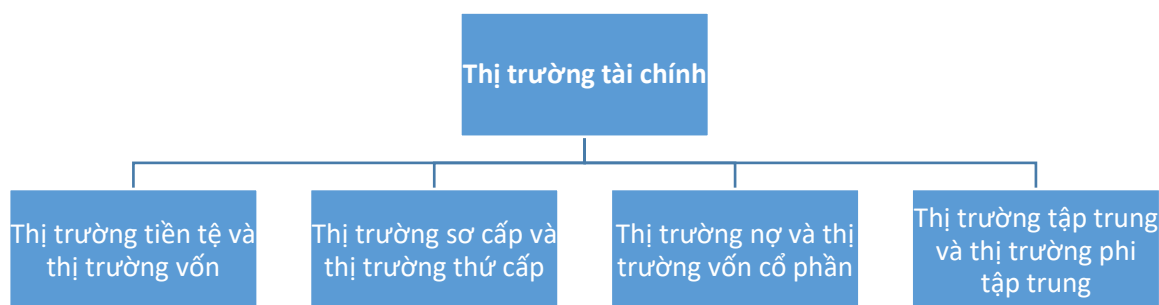 Thị trường tài chính
Thị trường tiền tệ và
thị trường vốn
Thị trường sơ cấp và
thị trường thứ cấp
Thị trường nợ và thị
trường vốn cổ phần
Thị trường tập trung
và thị trường phi
tập trung